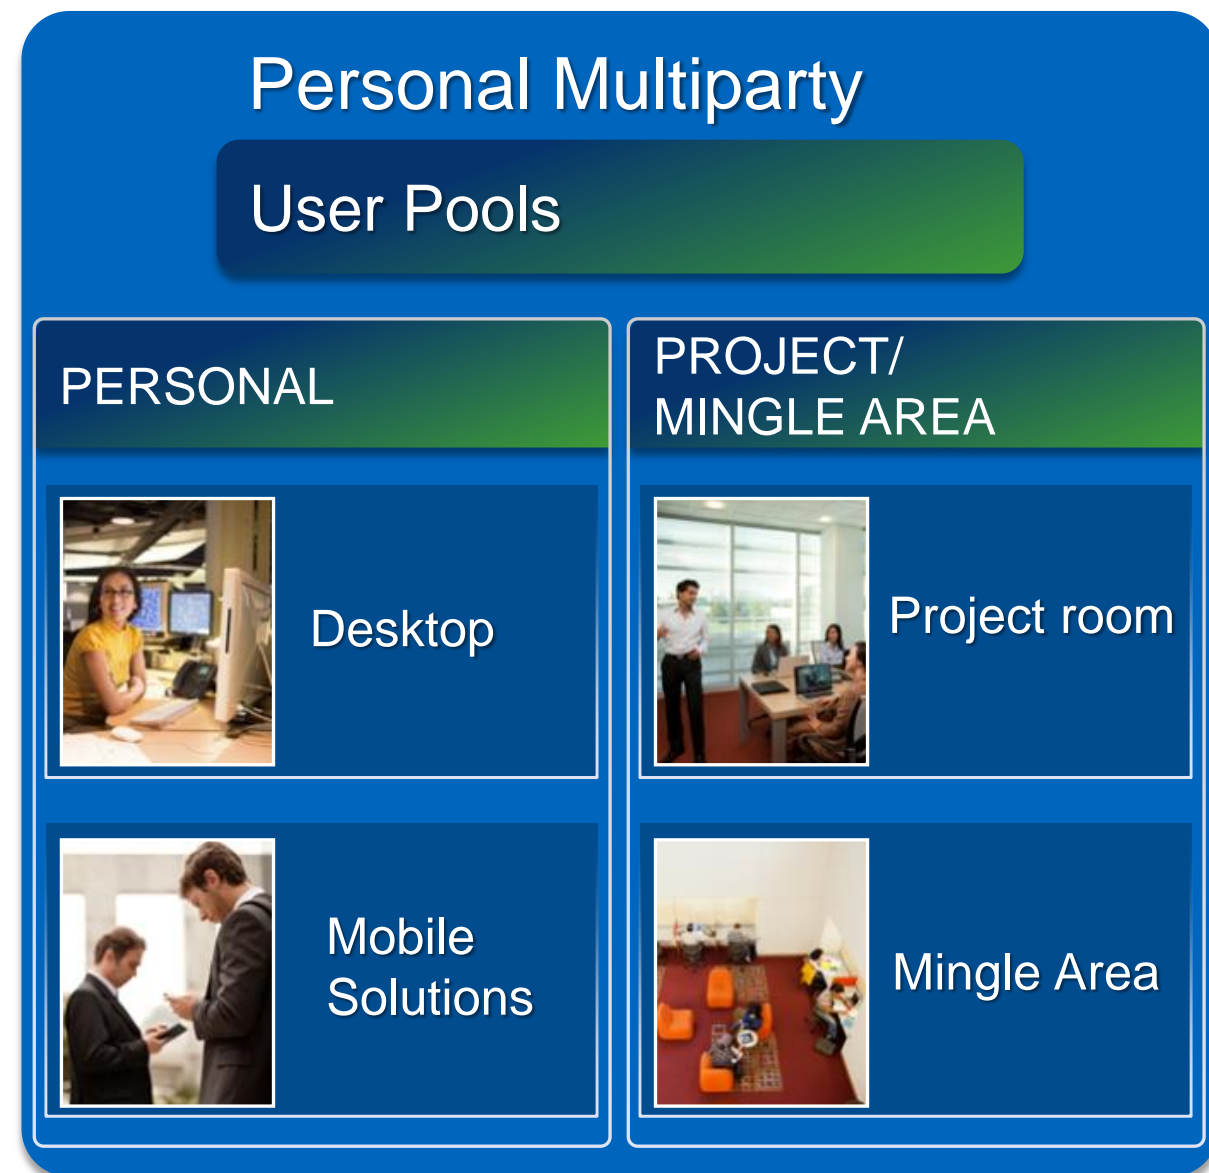 Personal Multiparty
User Pools
PERSONAL
Desktop
Mobile
Solutions
PROJECT/
MINGLE AREA
Project room
Mingle Area